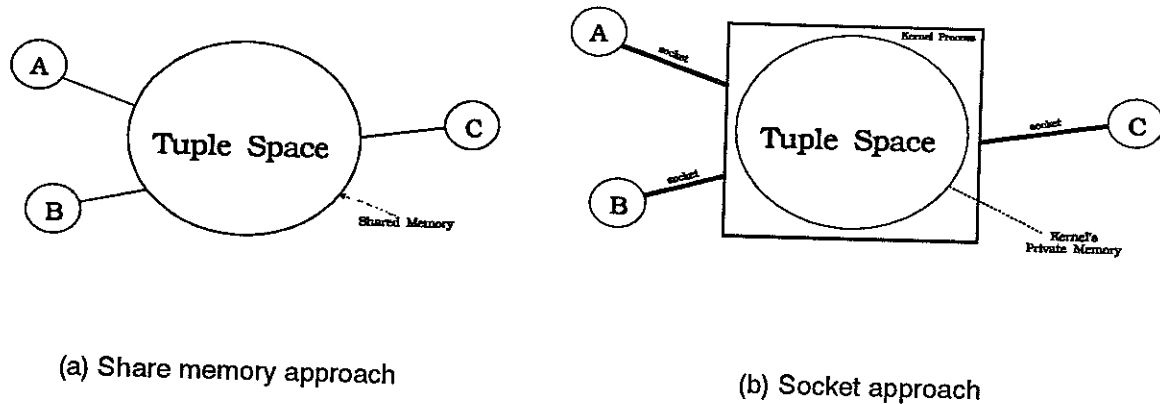 A
B
C
Tuple Space
Shared Memory
(a) Share memory approach
A
B
C
socket
socket
socket
Kernel Process
Tuple Space
Kernel's
Private Memory
(b) Socket approach